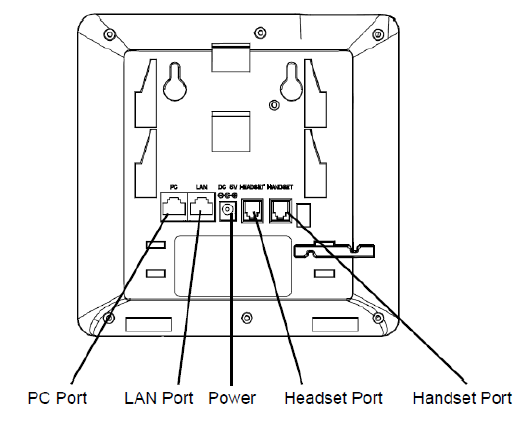 PC LAN DC 5V HEADSET HANDSET
PC Port LAN Port Power Headset Port Handset Port